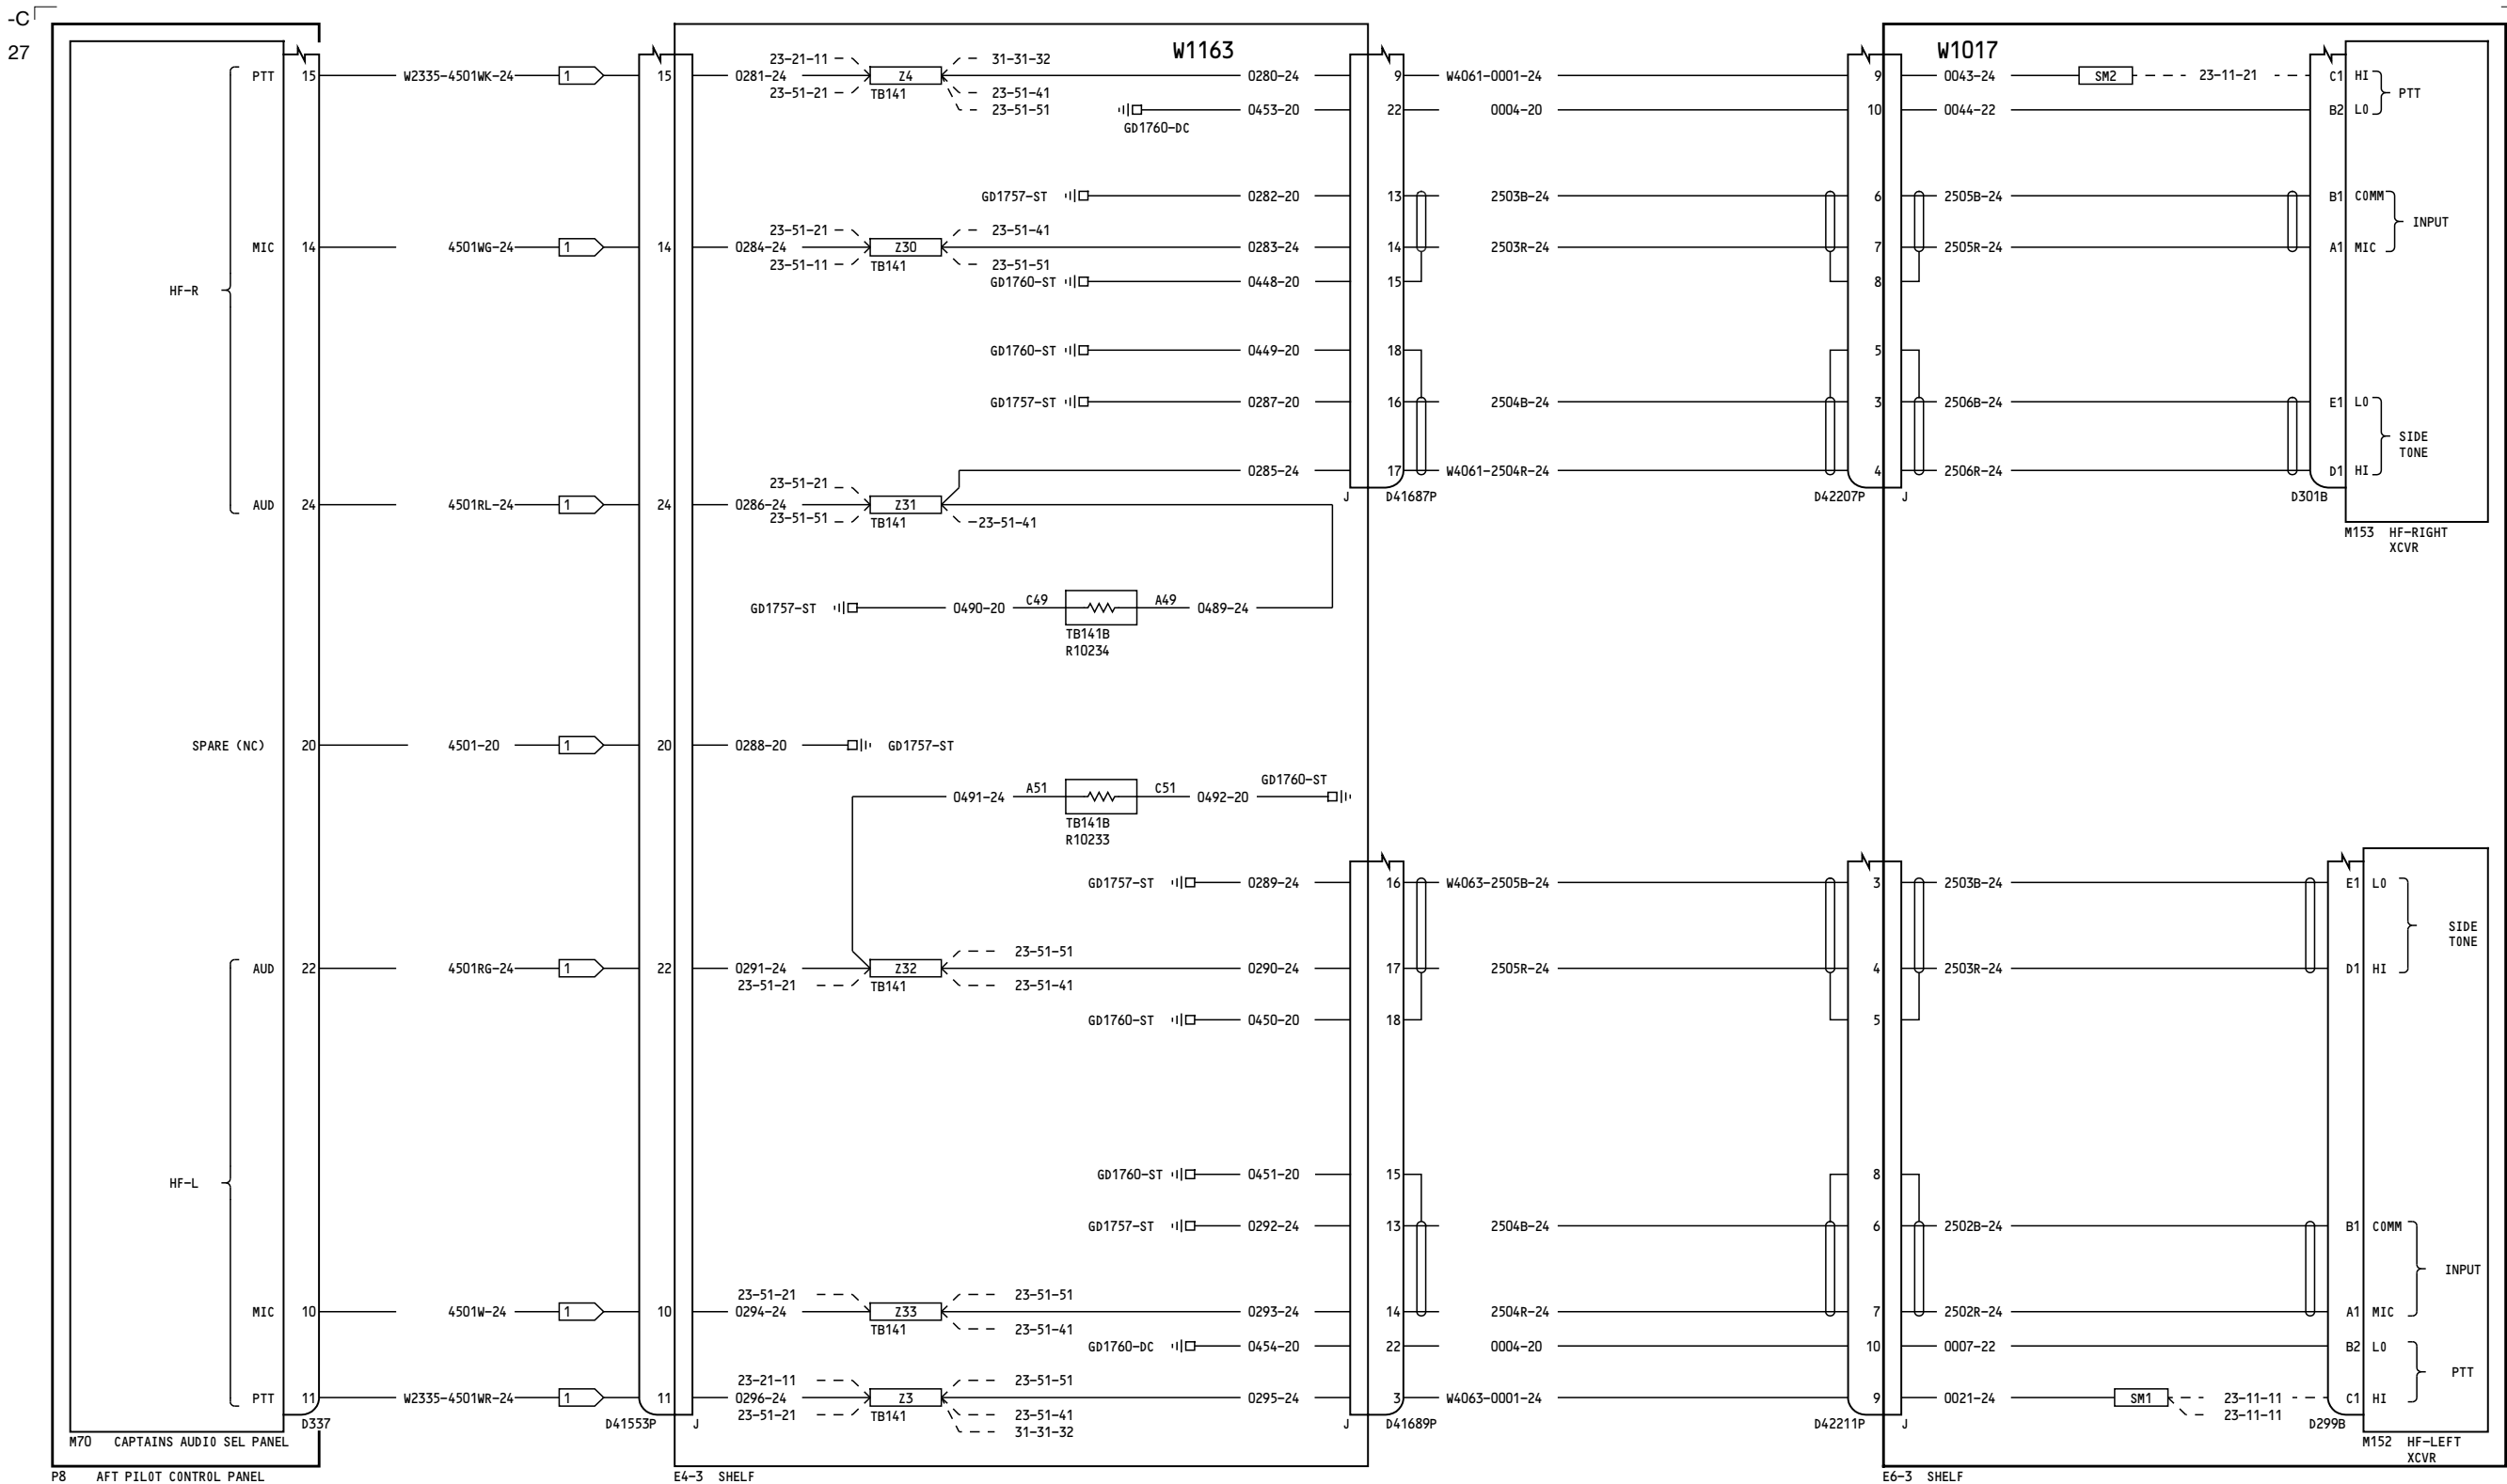 -C
27
W1163
W1017
PTT 15 W2335-4501WK-24 1 15 0281-24 23-21-11 23-51-21 Z4 TB141 31-31-32 23-51-41 23-51-51 0280-24 9 W4061-0001-24 9 0043-24 SM2 23-11-21 C1 HI
GD1760-DC 0453-20 22 0004-20 10 0044-22 B2 LO
PTT
GD1757-ST 0282-20 13 2503B-24 6 2505B-24 B1 COMM
MIC 14 4501WG-24 1 14 0284-24 23-51-21 23-51-11 Z30 TB141 23-51-41 23-51-51 0283-24 14 2503R-24 7 2505R-24 A1 MIC
INPUT
HF-R
GD1760-ST 0448-20 15 8
GD1760-ST 0449-20 18 5
GD1757-ST 0287-20 16 2504B-24 3 2506B-24 E1 LO
SIDE
TONE
0285-24 17 W4061-2504R-24 4 2506R-24 D1 HI
J D41687P D42207P J D301B
AUD 24 4501RL-24 1 24 0286-24 23-51-21 23-51-51 Z31 TB141 23-51-41
M153 HF-RIGHT
XCVR
GD1757-ST 0490-20 C49 A49 0489-24
TB141B
R10234
SPARE (NC) 20 4501-20 1 20 0288-20 GD1757-ST
0491-24 A51 C51 0492-20 GD1760-ST
TB141B
R10233
GD1757-ST 0289-24 16 W4063-2505B-24 3 2503B-24 E1 LO
SIDE
TONE
AUD 22 4501RG-24 1 22 0291-24 23-51-21 Z32 TB141 23-51-51 23-51-41 0290-24 17 2505R-24 4 2503R-24 D1 HI
GD1760-ST 0450-20 18 5
HF-L
GD1760-ST 0451-20 15 8
GD1757-ST 0292-24 13 2504B-24 6 2502B-24 B1 COMM
INPUT
MIC 10 4501W-24 1 10 0294-24 23-51-21 Z33 TB141 23-51-51 23-51-41 0293-24 14 2504R-24 7 2502R-24 A1 MIC
GD1760-DC 0454-20 22 0004-20 10 0007-22 B2 LO
PTT
PTT 11 W2335-4501WR-24 1 11 0296-24 23-21-11 23-51-21 Z3 TB141 23-51-51 23-51-41 31-31-32 0295-24 3 W4063-0001-24 9 0021-24 SM1 23-11-11 23-11-11 C1 HI
D337 D41553P J J D41689P D42211P J D299B
M70 CAPTAINS AUDIO SEL PANEL
M152 HF-LEFT
XCVR
P8 AFT PILOT CONTROL PANEL
E4-3 SHELF
E6-3 SHELF